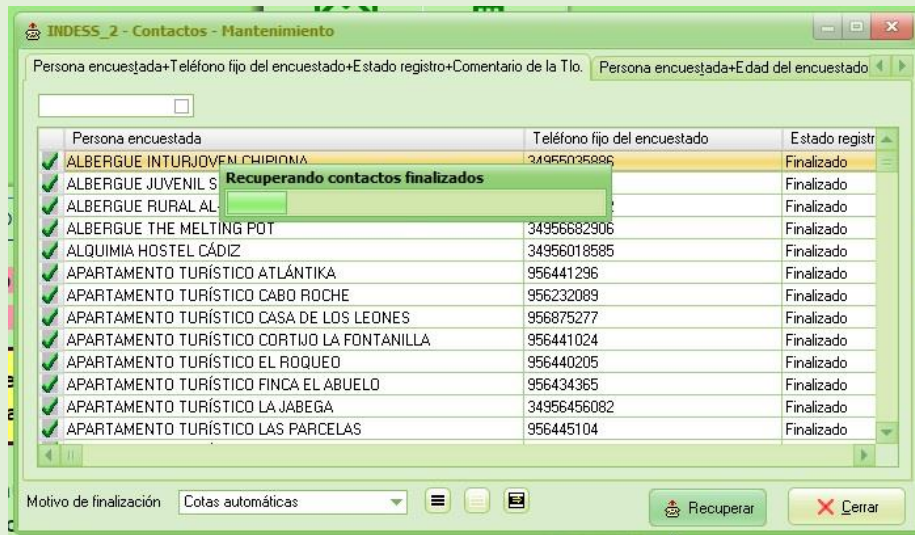 INDESS_2 - Contactos - Mantenimiento
Persona encuestada+Teléfono fijo del encuestado+Estado registro+Comentario de la Tlo. Persona encuestada+Edad del encuestado
Persona encuestada Teléfono fijo del encuestado Estado registr
ALBERGUE INTURJOVEN CHIPIONA 34955035886 Finalizado
ALBERGUE JUVENIL S Finalizado
Recuperando contactos finalizados
ALBERGUE RURAL AL- Finalizado
ALBERGUE THE MELTING POT 34956682906 Finalizado
ALQUIMIA HOSTEL CÁDIZ 34956018585 Finalizado
APARTAMENTO TURÍSTICO ATLÁNTIKA 956441296 Finalizado
APARTAMENTO TURÍSTICO CABO ROCHE 956232089 Finalizado
APARTAMENTO TURÍSTICO CASA DE LOS LEONES 956875277 Finalizado
APARTAMENTO TURÍSTICO CORTIJO LA FONTANILLA 956441024 Finalizado
APARTAMENTO TURÍSTICO EL ROQUEO 956440205 Finalizado
APARTAMENTO TURÍSTICO FINCA EL ABUELO 956434365 Finalizado
APARTAMENTO TURÍSTICO LA JABEGA 34956456082 Finalizado
APARTAMENTO TURÍSTICO LAS PARCELAS 956445104 Finalizado
Motivo de finalización Cotas automáticas Recuperar Cerrar